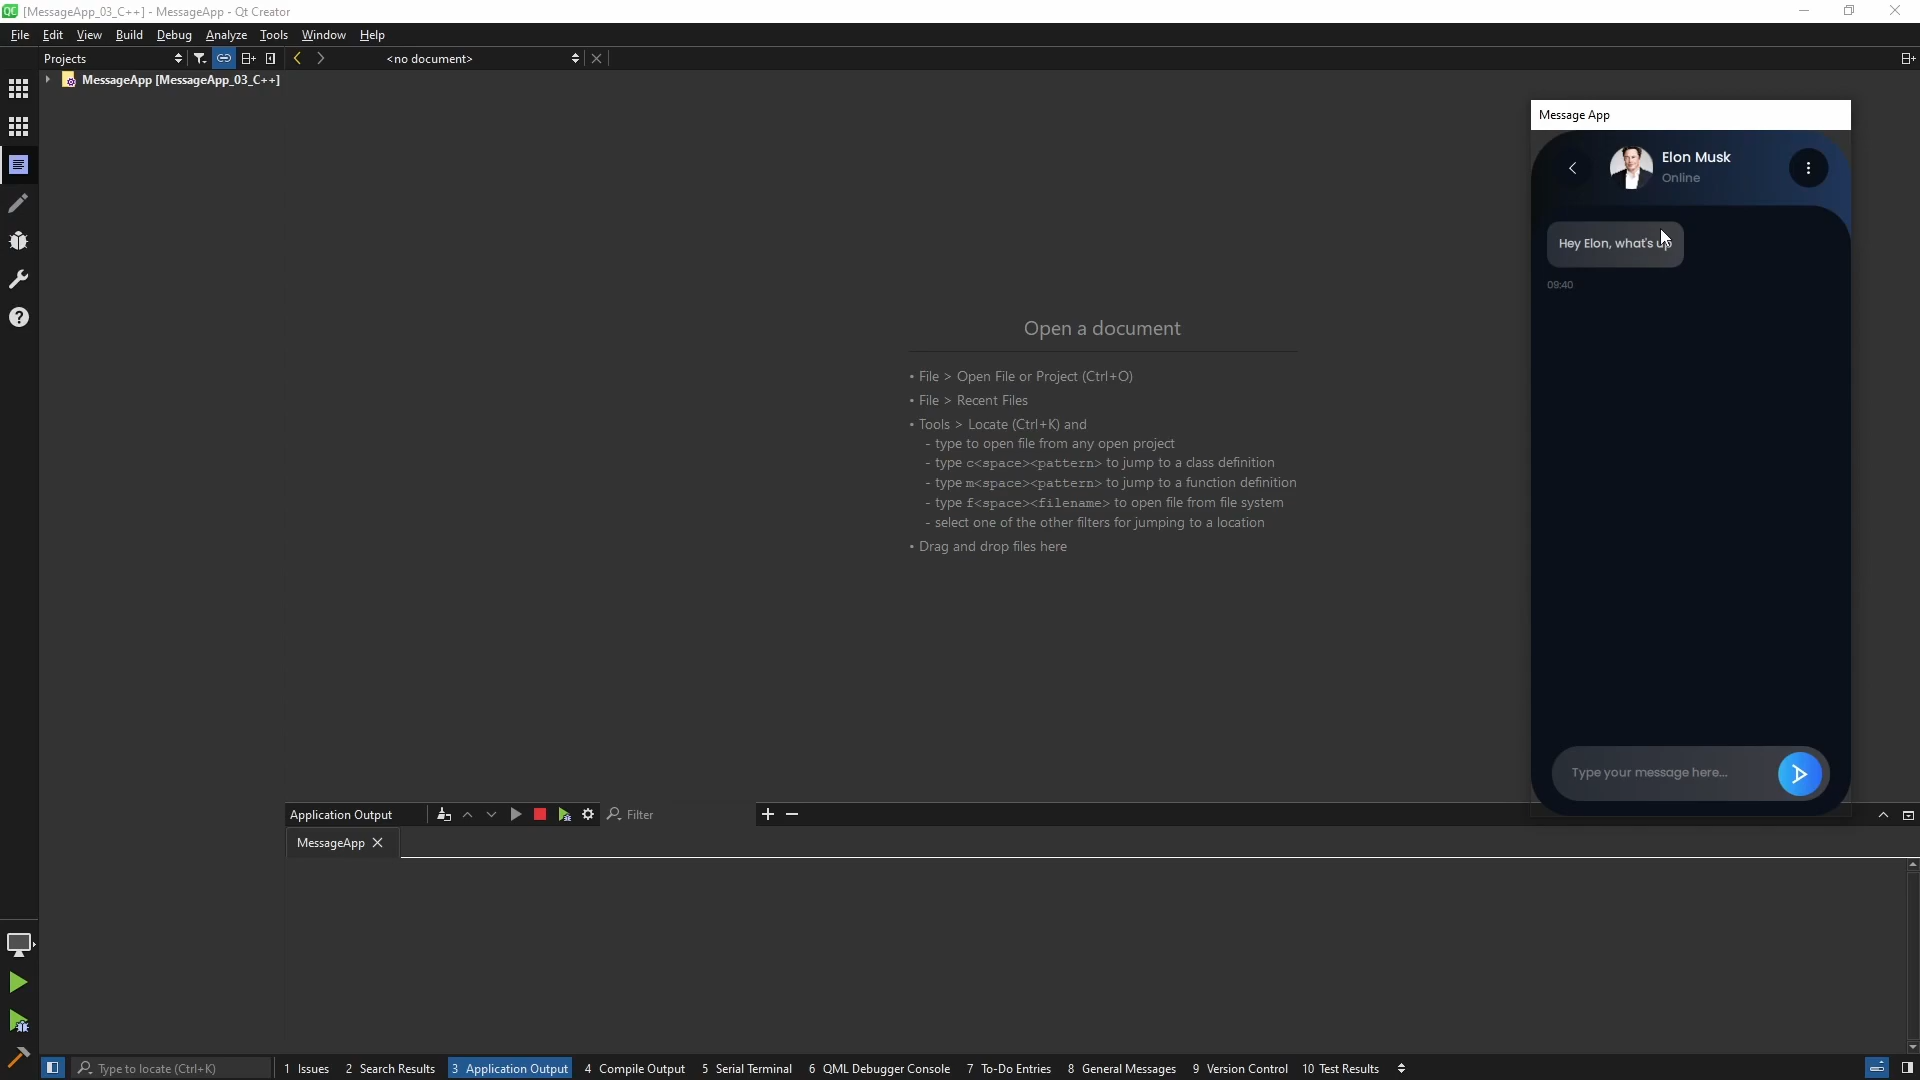 [MessageApp_03_C++] - MessageApp - Qt Creator
File Edit View Build Debug Analyze Tools Window Help
Projects <no document>
MessageApp [MessageApp_03_C++]
Message App
Elon Musk
Online
Hey Elon, what's up
09:40
Open a document
• File > Open File or Project (Ctrl+O)
• File > Recent Files
• Tools > Locate (Ctrl+K) and
- type to open file from any open project
- type c<space><pattern> to jump to a class definition
- type m<space><pattern> to jump to a function definition
- type f<space><filename> to open file from file system
- select one of the other filters for jumping to a location
• Drag and drop files here
Type your message here...
Application Output Filter
MessageApp
Type to locate (Ctrl+K) 1 Issues 2 Search Results 3 Application Output 4 Compile Output 5 Serial Terminal 6 QML Debugger Console 7 To-Do Entries 8 General Messages 9 Version Control 10 Test Results